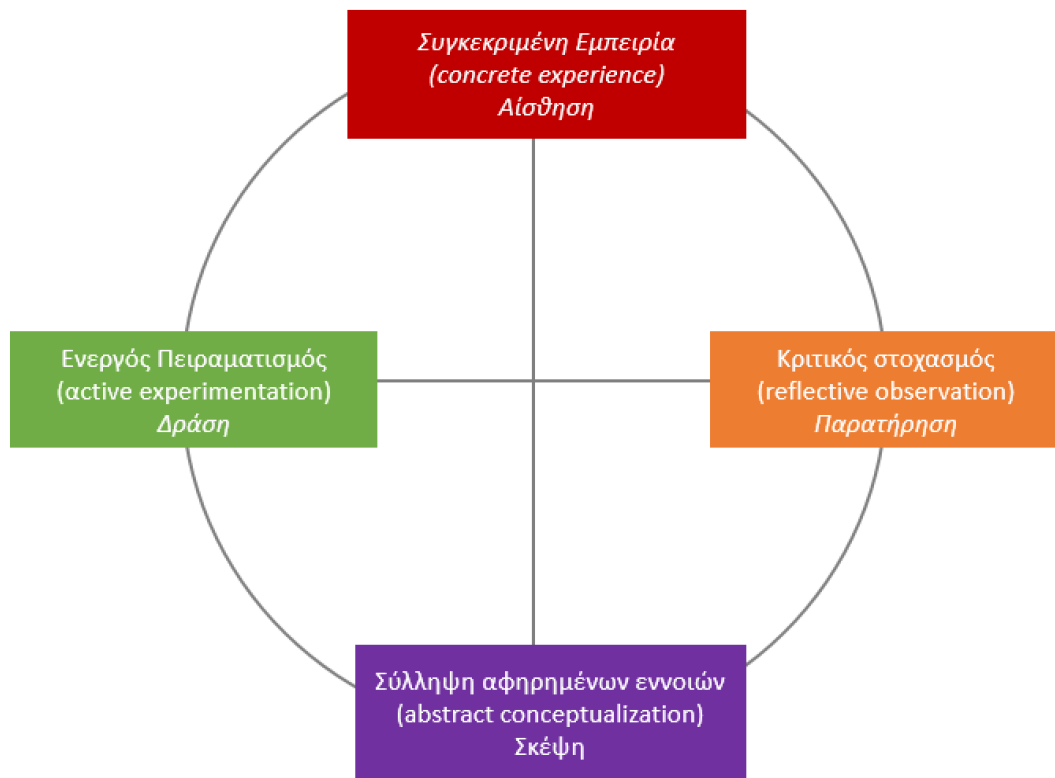 Συγκεκριμένη Εμπειρία
(concrete experience)
Αίσθηση
Ενεργός Πειραματισμός
(αctive experimentation)
Δράση
Κριτικός στοχασμός
(reflective observation)
Παρατήρηση
Σύλληψη αφηρημένων εννοιών
(abstract conceptualization)
Σκέψη